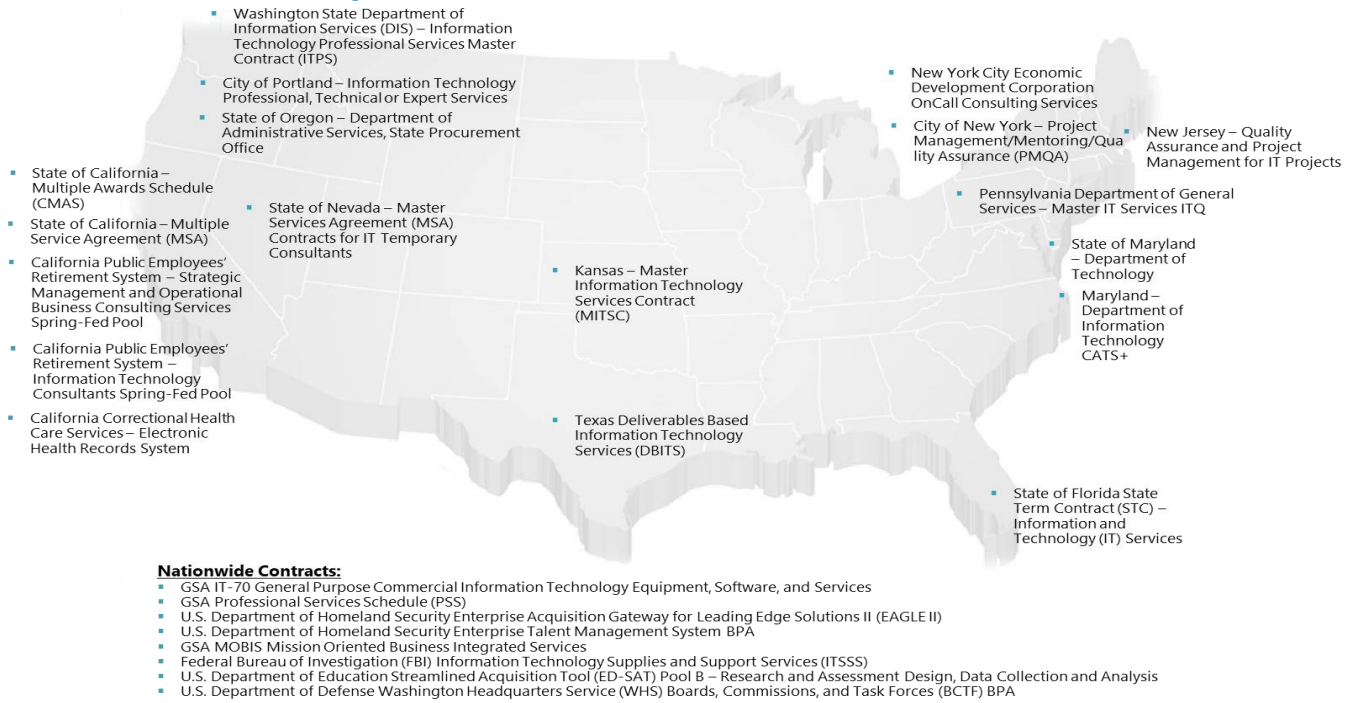 Washington State Department of
Information Services (DIS) – Information
Technology Professional Services Master
Contract (ITPS)
City of Portland – Information Technology
Professional, Technical or Expert Services
State of Oregon – Department of
Administrative Services, State Procurement
Office
State of California –
Multiple Awards Schedule
(CMAS)
State of California – Multiple
Service Agreement (MSA)
California Public Employees'
Retirement System – Strategic
Management and Operational
Business Consulting Services
Spring-Fed Pool
California Public Employees'
Retirement System –
Information Technology
Consultants Spring-Fed Pool
California Correctional Health
Care Services – Electronic
Health Records System
State of Nevada – Master
Services Agreement (MSA)
Contracts for IT Temporary
Consultants
Kansas – Master
Information Technology
Services Contract
(MITSC)
Texas Deliverables Based
Information Technology
Services (DBITS)
New York City Economic
Development Corporation
OnCall Consulting Services
City of New York – Project
Management/Mentoring/Qua
lity Assurance (PMQA)
New Jersey – Quality
Assurance and Project
Management for IT Projects
Pennsylvania Department of General
Services – Master IT Services ITQ
State of Maryland
– Department of
Technology
Maryland –
Department of
Information
Technology
CATS+
State of Florida State
Term Contract (STC) –
Information and
Technology (IT) Services
Nationwide Contracts:
GSA IT-70 General Purpose Commercial Information Technology Equipment, Software, and Services
GSA Professional Services Schedule (PSS)
U.S. Department of Homeland Security Enterprise Acquisition Gateway for Leading Edge Solutions II (EAGLE II)
U.S. Department of Homeland Security Enterprise Talent Management System BPA
GSA MOBIS Mission Oriented Business Integrated Services
Federal Bureau of Investigation (FBI) Information Technology Supplies and Support Services (ITSSS)
U.S. Department of Education Streamlined Acquisition Tool (ED-SAT) Pool B – Research and Assessment Design, Data Collection and Analysis
U.S. Department of Defense Washington Headquarters Service (WHS) Boards, Commissions, and Task Forces (BCTF) BPA